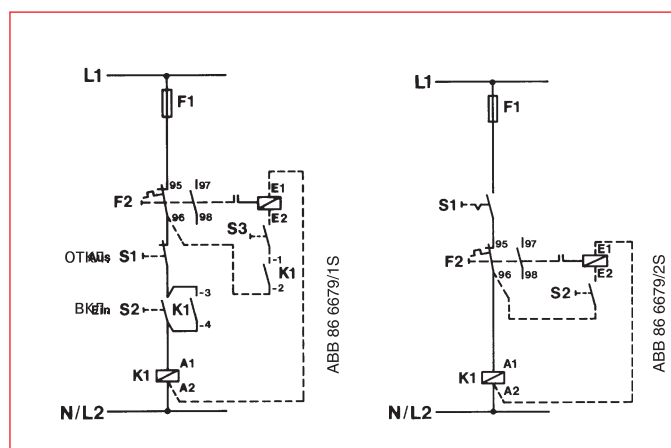 L1
F1
95
97
E1
F2
96
98
E2
S3
S1
-1
K1
-2
-3
S2
K1
-4
A1
K1
A2
N/L2
ABB 86 6679/1S
L1
F1
S1
95
97
E1
F2
96
98
E2
S2
A1
K1
A2
N/L2
ABB 86 6679/2S